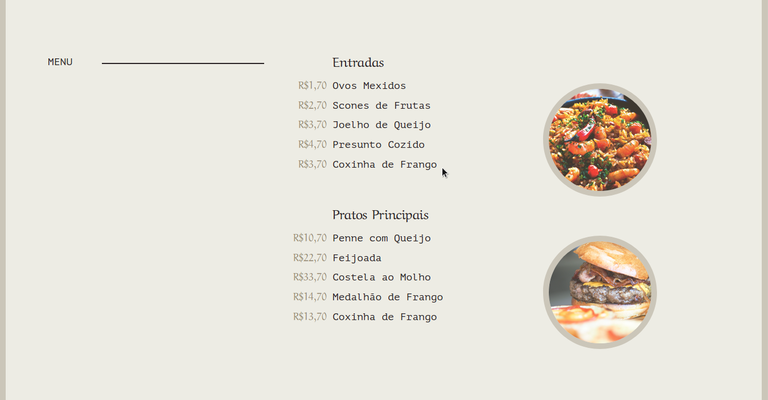 MENU
Entradas
R$1,70 Ovos Mexidos
R$2,70 Scones de Frutas
R$3,70 Joelho de Queijo
R$4,70 Presunto Cozido
R$3,70 Coxinha de Frango
Pratos Principais
R$10,70 Penne com Queijo
R$22,70 Feijoada
R$33,70 Costela ao Molho
R$14,70 Medalhão de Frango
R$13,70 Coxinha de Frango